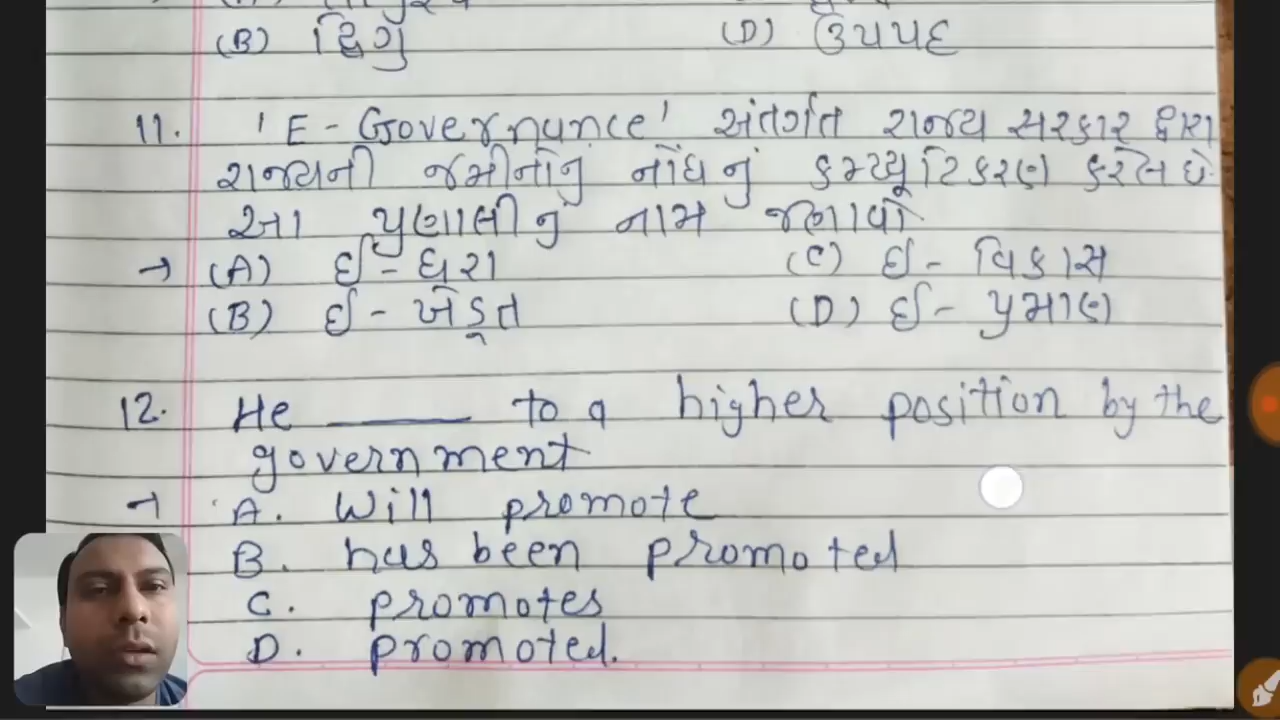 (B) દ્વિગુ (D) ઉપપદ
11. 'E-Governance' અંતર્ગત રાજ્ય સરકાર દ્વારા
રાજ્યની જમીનોનું નોંધનું કમ્પ્યૂટિકરણ કરેલ છે.
આ પ્રણાલીનું નામ જણાવો
→ (A) ઈ-ધરા (C) ઈ-વિકાસ
(B) ઈ-ખેડૂત (D) ઈ-પ્રમાણ
12. He ______ to a higher position by the
government
→ A. Will promote
B. has been promoted
C. promotes
D. promoted.